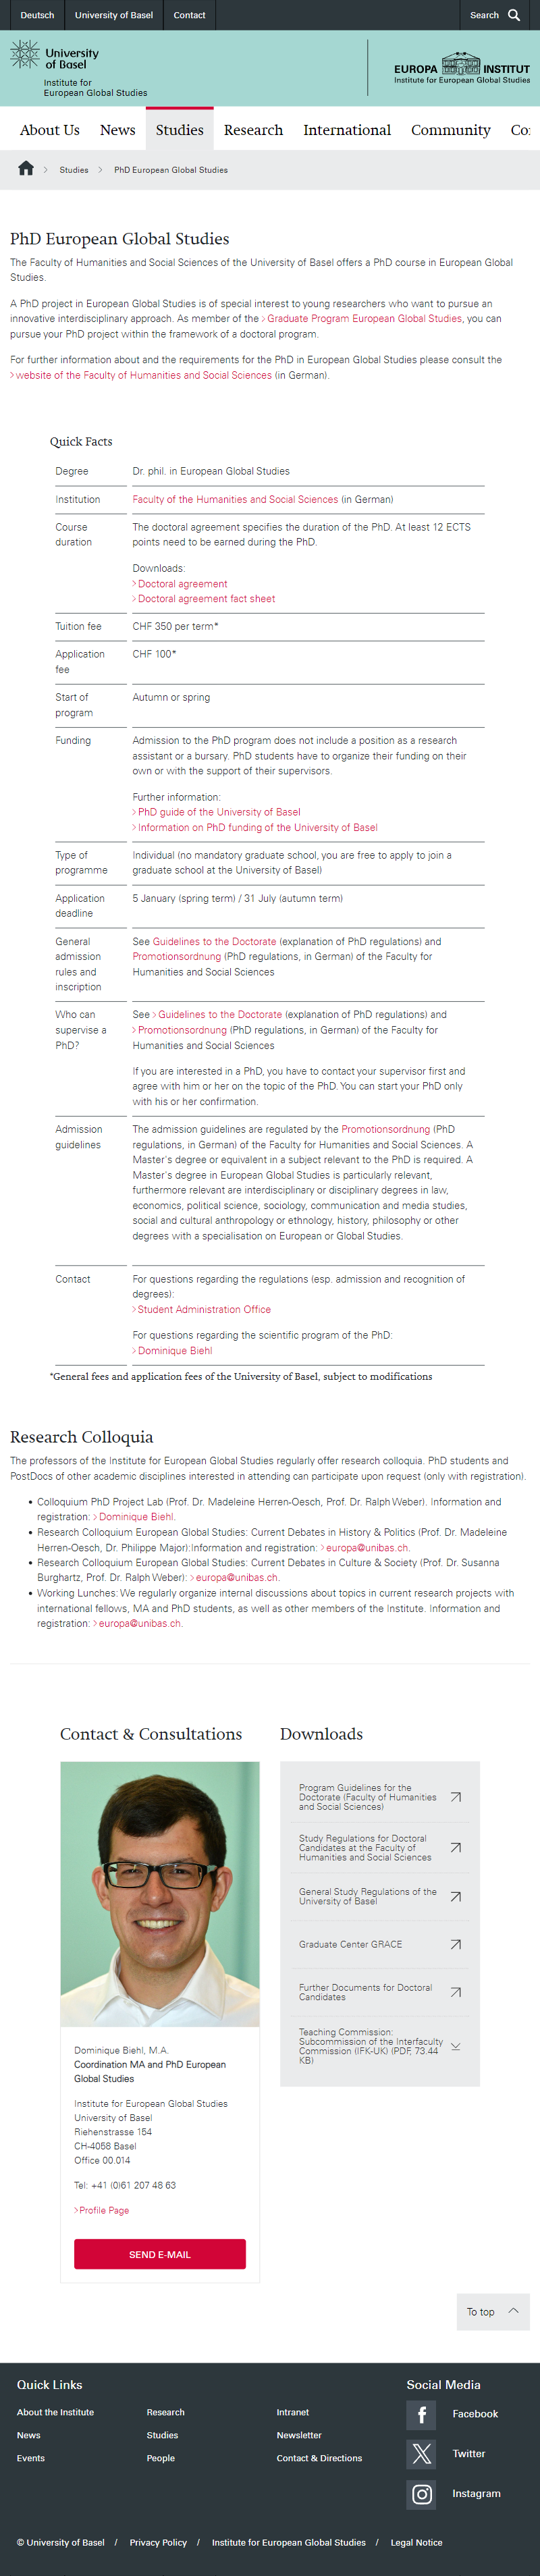 Deutsch University of Basel Contact Search
University
of Basel
Institute for
European Global Studies
EUROPA INSTITUT
Institute for European Global Studies
About Us News Studies Research International Community Co
Studies PhD European Global Studies
PhD European Global Studies
The Faculty of Humanities and Social Sciences of the University of Basel offers a PhD course in European Global
Studies.
A PhD project in European Global Studies is of special interest to young researchers who want to pursue an
innovative interdisciplinary approach. As member of the > Graduate Program European Global Studies, you can
pursue your PhD project within the framework of a doctoral program.
For further information about and the requirements for the PhD in European Global Studies please consult the
> website of the Faculty of Humanities and Social Sciences (in German).
Quick Facts
Degree Dr. phil. in European Global Studies
Institution Faculty of the Humanities and Social Sciences (in German)
Course
duration
The doctoral agreement specifies the duration of the PhD. At least 12 ECTS
points need to be earned during the PhD.
Downloads:
> Doctoral agreement
> Doctoral agreement fact sheet
Tuition fee CHF 350 per term*
Application
fee
CHF 100*
Start of
program
Autumn or spring
Funding
Admission to the PhD program does not include a position as a research
assistant or a bursary. PhD students have to organize their funding on their
own or with the support of their supervisors.
Further information:
> PhD guide of the University of Basel
> Information on PhD funding of the University of Basel
Type of
programme
Individual (no mandatory graduate school, you are free to apply to join a
graduate school at the University of Basel)
Application
deadline
5 January (spring term) / 31 July (autumn term)
General
admission
rules and
inscription
See Guidelines to the Doctorate (explanation of PhD regulations) and
Promotionsordnung (PhD regulations, in German) of the Faculty for
Humanities and Social Sciences
Who can
supervise a
PhD?
See > Guidelines to the Doctorate (explanation of PhD regulations) and
> Promotionsordnung (PhD regulations, in German) of the Faculty for
Humanities and Social Sciences
If you are interested in a PhD, you have to contact your supervisor first and
agree with him or her on the topic of the PhD. You can start your PhD only
with his or her confirmation.
Admission
guidelines
The admission guidelines are regulated by the Promotionsordnung (PhD
regulations, in German) of the Faculty for Humanities and Social Sciences. A
Master's degree or equivalent in a subject relevant to the PhD is required. A
Master's degree in European Global Studies is particularly relevant,
furthermore relevant are interdisciplinary or disciplinary degrees in law,
economics, political science, sociology, communication and media studies,
social and cultural anthropology or ethnology, history, philosophy or other
degrees with a specialisation on European or Global Studies.
Contact
For questions regarding the regulations (esp. admission and recognition of
degrees):
> Student Administration Office
For questions regarding the scientific program of the PhD:
> Dominique Biehl
*General fees and application fees of the University of Basel, subject to modifications
Research Colloquia
The professors of the Institute for European Global Studies regularly offer research colloquia. PhD students and
PostDocs of other academic disciplines interested in attending can participate upon request (only with registration).
• Colloquium PhD Project Lab (Prof. Dr. Madeleine Herren-Oesch, Prof. Dr. Ralph Weber). Information and
registration: > Dominique Biehl.
• Research Colloquium European Global Studies: Current Debates in History & Politics (Prof. Dr. Madeleine
Herren-Oesch, Dr. Philippe Major):Information and registration: > europa@unibas.ch.
• Research Colloquium European Global Studies: Current Debates in Culture & Society (Prof. Dr. Susanna
Burghartz, Prof. Dr. Ralph Weber): > europa@unibas.ch.
• Working Lunches: We regularly organize internal discussions about topics in current research projects with
international fellows, MA and PhD students, as well as other members of the Institute. Information and
registration: > europa@unibas.ch.
Contact & Consultations
Dominique Biehl, M.A.
Coordination MA and PhD European
Global Studies
Institute for European Global Studies
University of Basel
Riehenstrasse 154
CH-4058 Basel
Office 00.014
Tel: +41 (0)61 207 48 63
> Profile Page
SEND E-MAIL
Downloads
Program Guidelines for the
Doctorate (Faculty of Humanities
and Social Sciences)
Study Regulations for Doctoral
Candidates at the Faculty of
Humanities and Social Sciences
General Study Regulations of the
University of Basel
Graduate Center GRACE
Further Documents for Doctoral
Candidates
Teaching Commission:
Subcommission of the Interfaculty
Commission (IFK-UK) (PDF, 73.44
KB)
To top
Quick Links
About the Institute Research Intranet
News Studies Newsletter
Events People Contact & Directions
Social Media
Facebook
Twitter
Instagram
© University of Basel / Privacy Policy / Institute for European Global Studies / Legal Notice